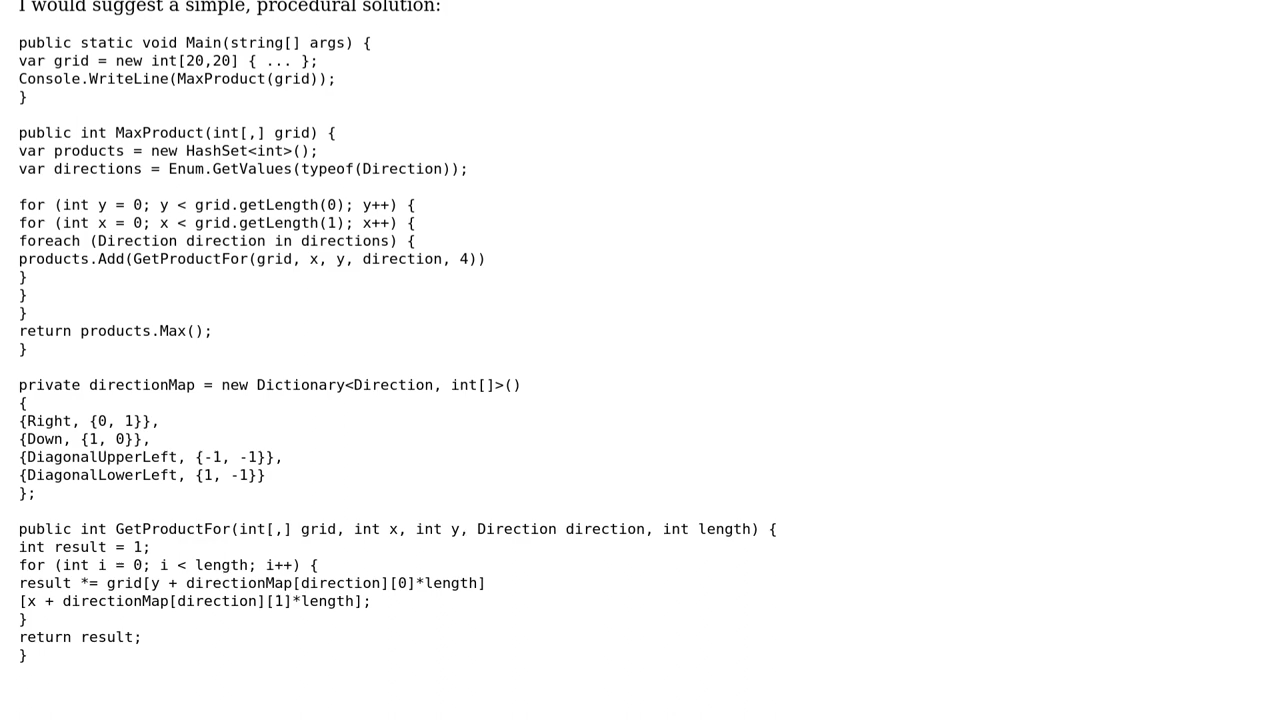 I would suggest a simple, procedural solution:
public static void Main(string[] args) {
var grid = new int[20,20] { ... };
Console.WriteLine(MaxProduct(grid));
}
public int MaxProduct(int[,] grid) {
var products = new HashSet<int>();
var directions = Enum.GetValues(typeof(Direction));
for (int y = 0; y < grid.getLength(0); y++) {
for (int x = 0; x < grid.getLength(1); x++) {
foreach (Direction direction in directions) {
products.Add(GetProductFor(grid, x, y, direction, 4))
}
}
}
return products.Max();
}
private directionMap = new Dictionary<Direction, int[]>()
{
{Right, {0, 1}},
{Down, {1, 0}},
{DiagonalUpperLeft, {-1, -1}},
{DiagonalLowerLeft, {1, -1}}
};
public int GetProductFor(int[,] grid, int x, int y, Direction direction, int length) {
int result = 1;
for (int i = 0; i < length; i++) {
result *= grid[y + directionMap[direction][0]*length]
[x + directionMap[direction][1]*length];
}
return result;
}